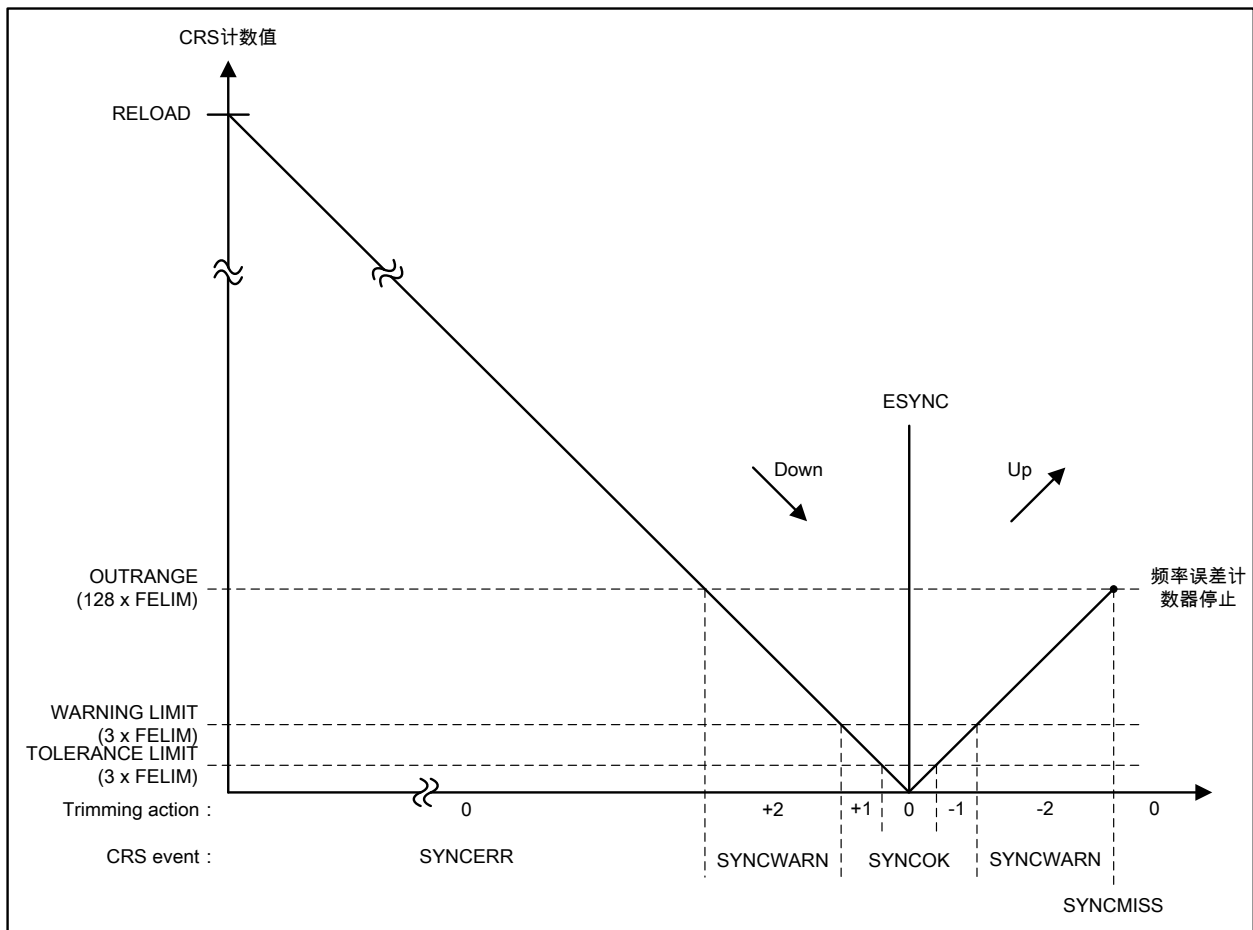 CRS计数值
RELOAD
ESYNC
Down
Up
OUTRANGE
(128 x FELIM)
频率误差计
数器停止
WARNING LIMIT
(3 x FELIM)
TOLERANCE LIMIT
(3 x FELIM)
Trimming action : 0 +2 +1 0 -1 -2 0
CRS event : SYNCERR SYNCWARN SYNCOK SYNCWARN
SYNCMISS